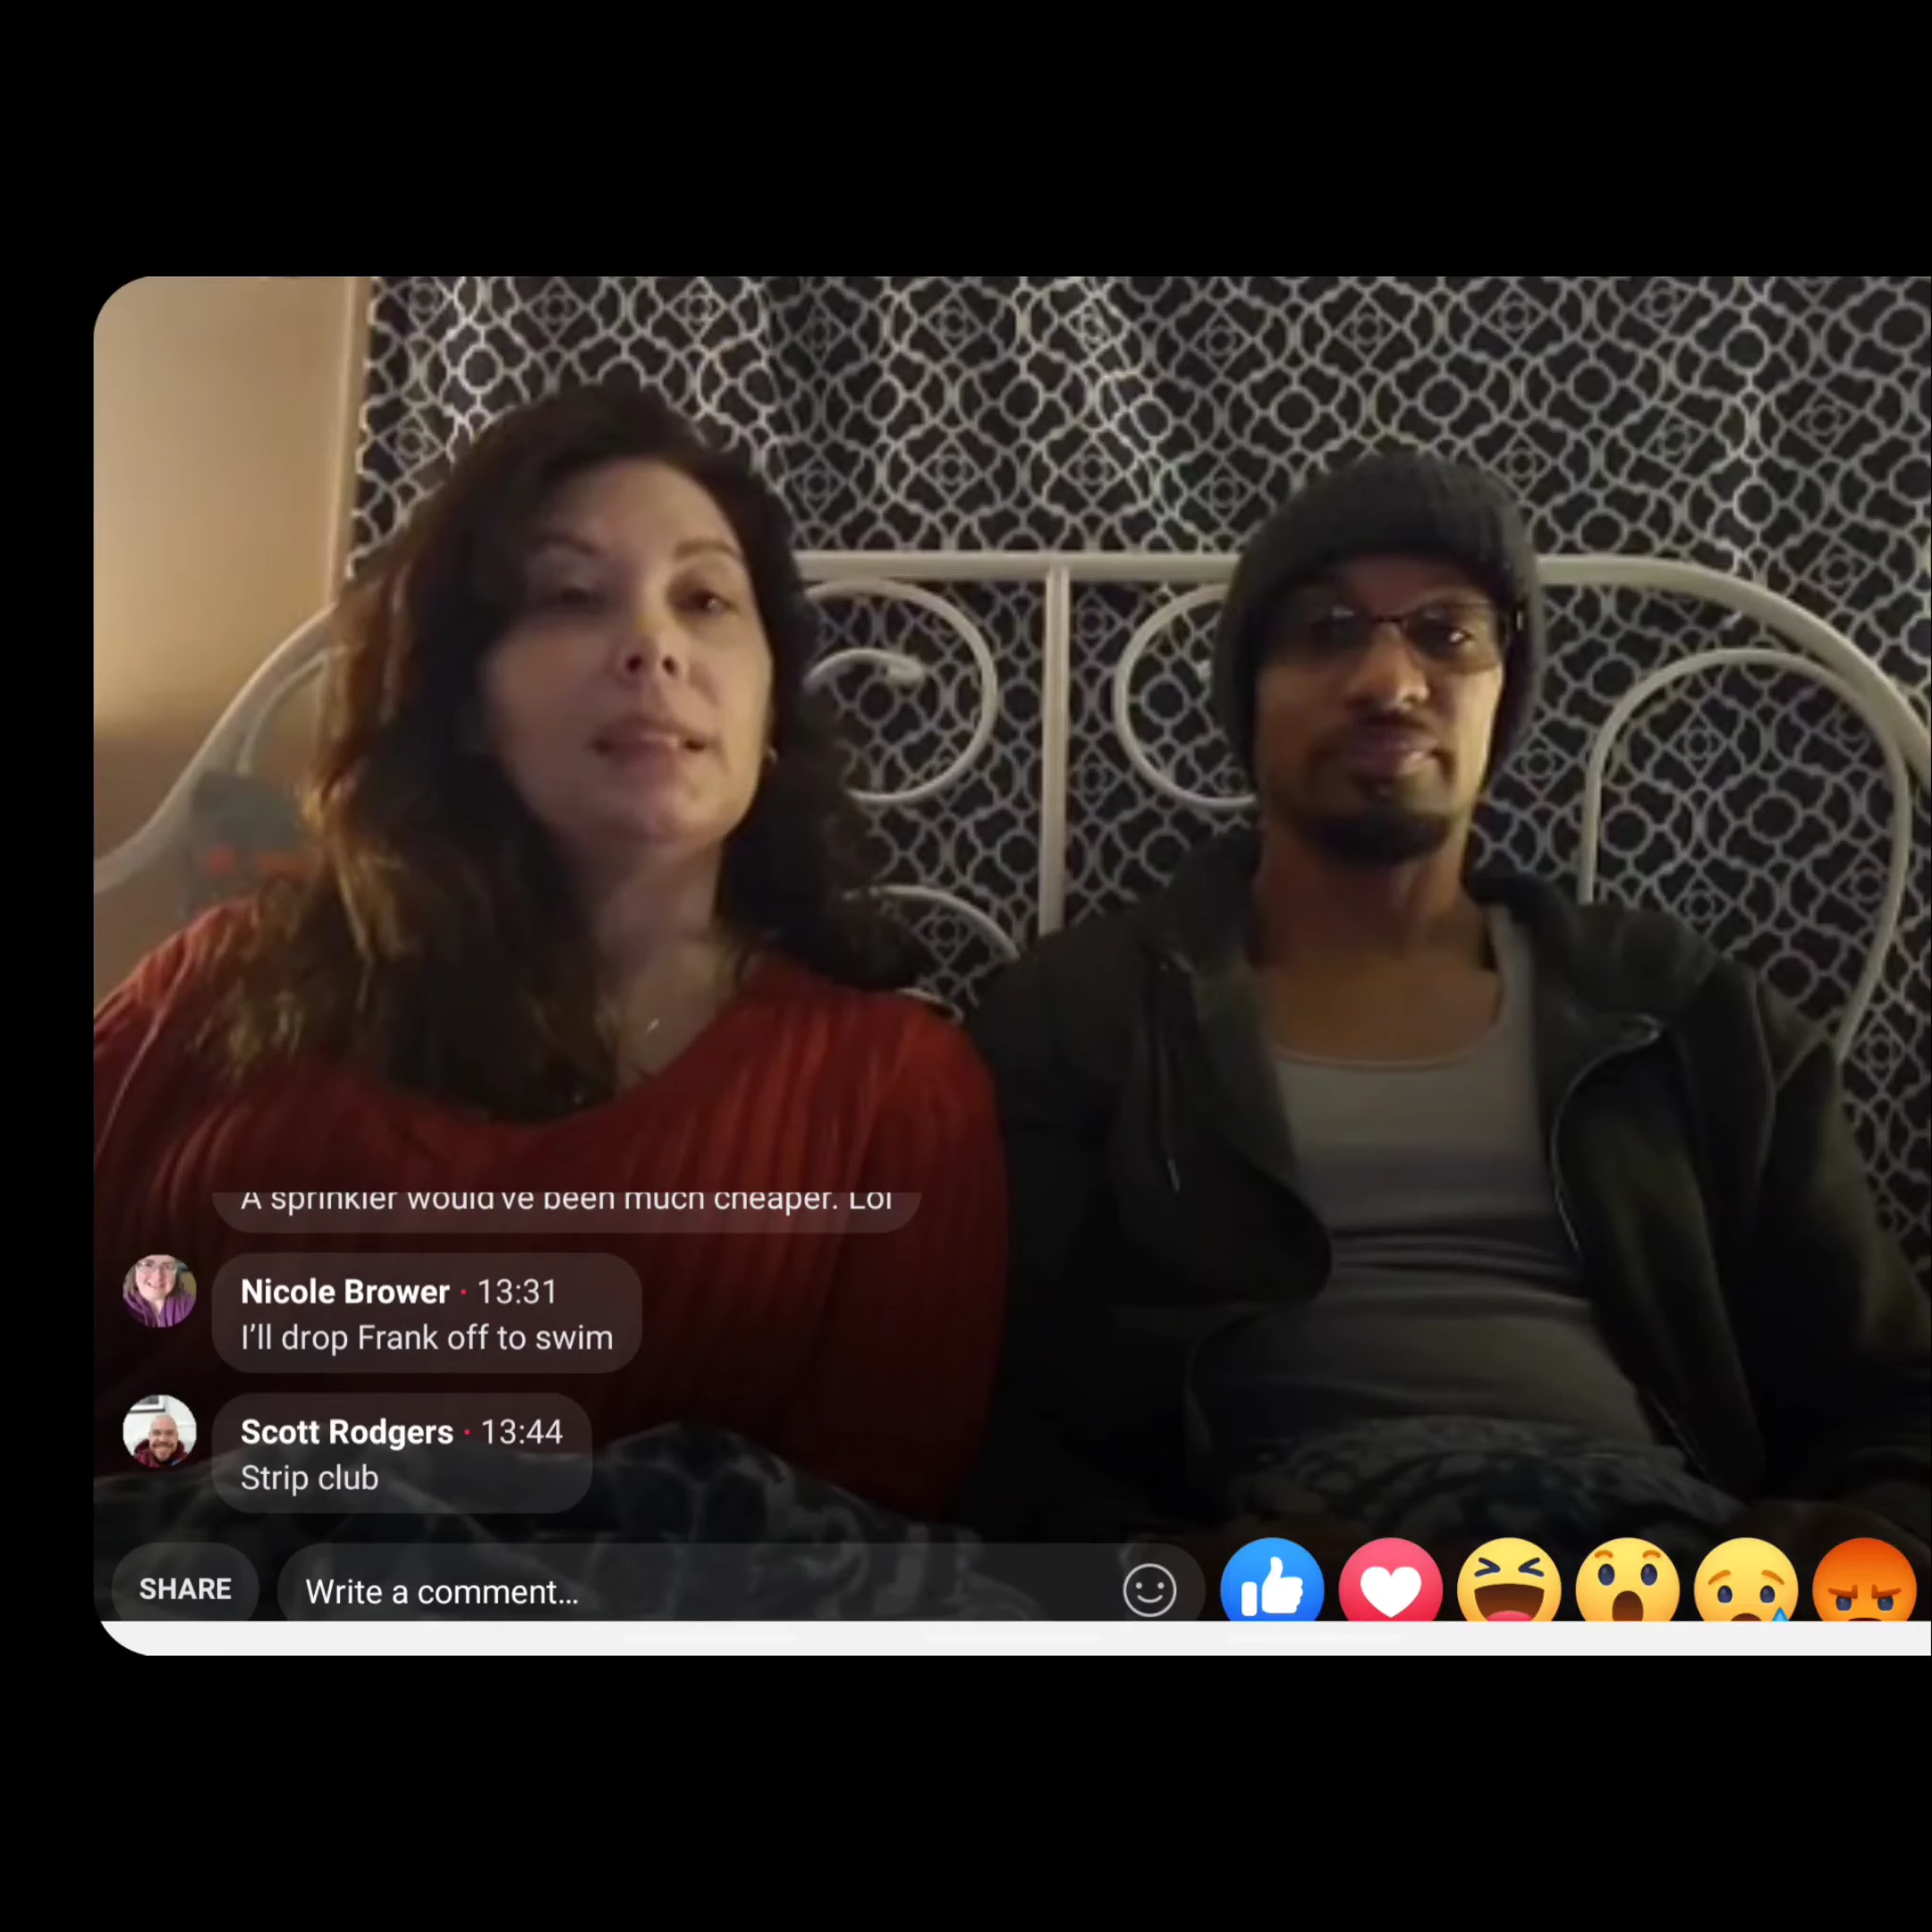 A sprinkler would've been much cheaper. Lol
Nicole Brower · 13:31
I'll drop Frank off to swim
Scott Rodgers · 13:44
Strip club
SHARE
Write a comment...